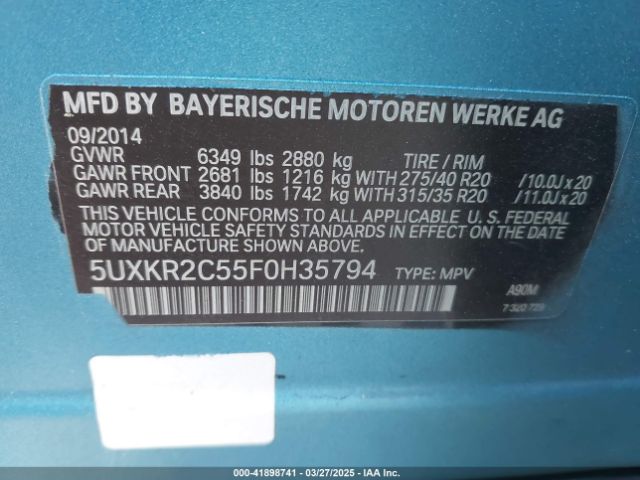 MFD BY BAYERISCHE MOTOREN WERKE AG
09/2014
GVWR 6349 lbs 2880 kg TIRE / RIM
GAWR FRONT 2681 lbs 1216 kg WITH 275/40 R20 /10.0J x 20
GAWR REAR 3840 lbs 1742 kg WITH 315/35 R20 /11.0J x 20
THIS VEHICLE CONFORMS TO ALL APPLICABLE U. S. FEDERAL
MOTOR VEHICLE SAFETY STANDARDS IN EFFECT ON THE DATE
OF MANUFACTURE SHOWN ABOVE.
5UXKR2C55F0H35794 TYPE: MPV
A90M
7 320 729
000-41898741 - 03/27/2025 - IAA Inc.